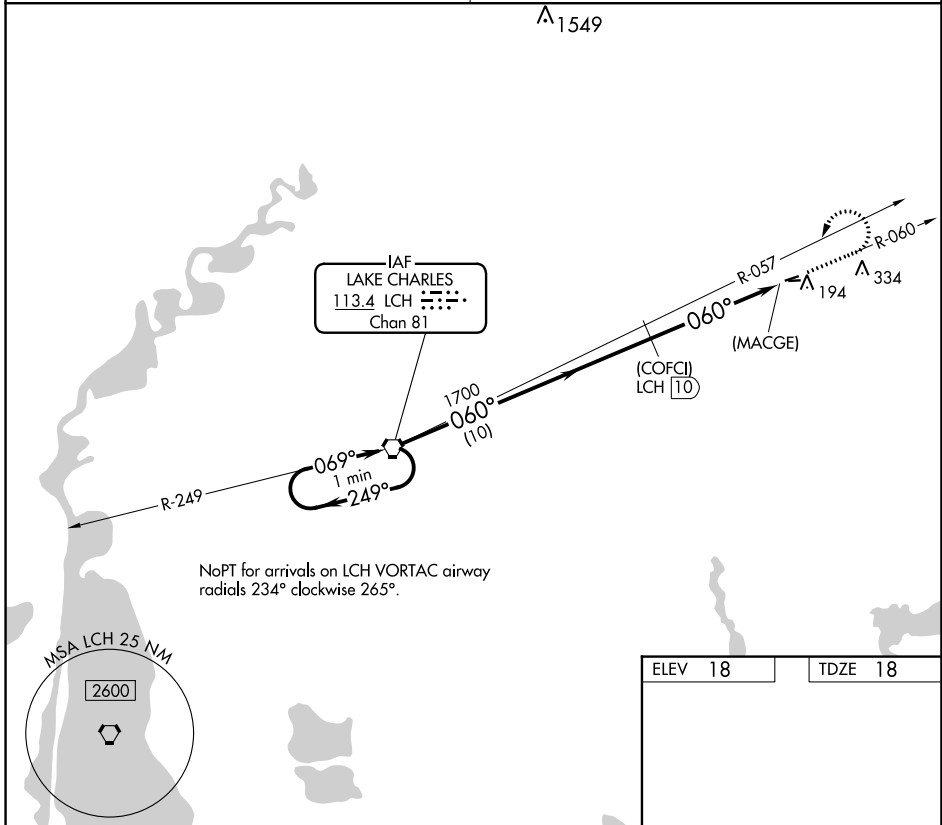 1549
IAF
LAKE CHARLES
113.4 LCH
Chan 81
R-057
R-060
334
194
060°
(MACGE)
(COFCI)
LCH 10
1700
060°
(10)
069°
1 min
249°
R-249
NoPT for arrivals on LCH VORTAC airway
radials 234° clockwise 265°.
MSA LCH 25 NM
2600
ELEV 18
TDZE 18